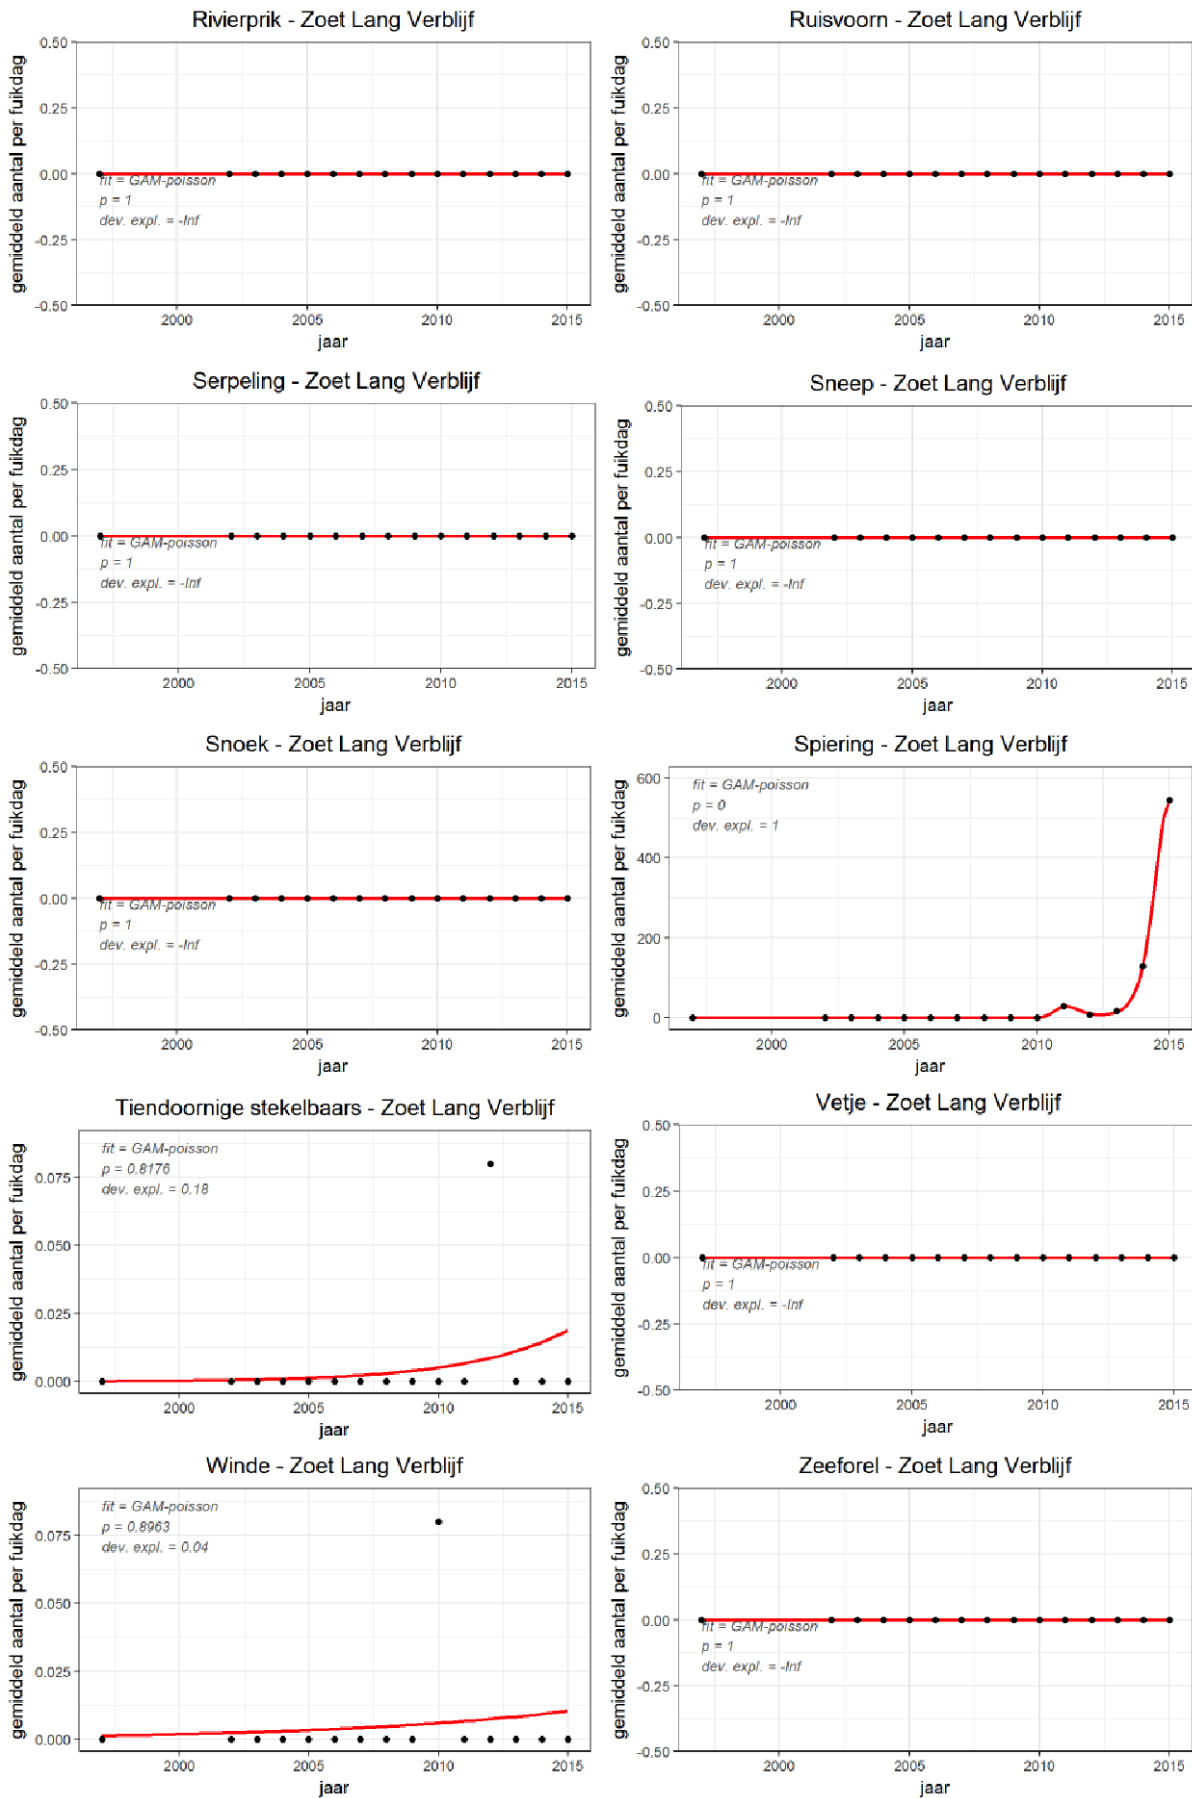 Rivierprik - Zoet Lang Verblijf
gemiddeld aantal per fuikdag
0.50
0.25
0.00
-0.25
-0.50
fit = GAM-poisson
p = 1
dev. expl. = -Inf
2000 2005 2010 2015
jaar
Ruisvoorn - Zoet Lang Verblijf
gemiddeld aantal per fuikdag
0.50
0.25
0.00
-0.25
-0.50
fit = GAM-poisson
p = 1
dev. expl. = -Inf
2000 2005 2010 2015
jaar
Serpeling - Zoet Lang Verblijf
gemiddeld aantal per fuikdag
0.50
0.25
0.00
-0.25
-0.50
fit = GAM-poisson
p = 1
dev. expl. = -Inf
2000 2005 2010 2015
jaar
Sneep - Zoet Lang Verblijf
gemiddeld aantal per fuikdag
0.50
0.25
0.00
-0.25
-0.50
fit = GAM-poisson
p = 1
dev. expl. = -Inf
2000 2005 2010 2015
jaar
Snoek - Zoet Lang Verblijf
gemiddeld aantal per fuikdag
0.50
0.25
0.00
-0.25
-0.50
fit = GAM-poisson
p = 1
dev. expl. = -Inf
2000 2005 2010 2015
jaar
Spiering - Zoet Lang Verblijf
gemiddeld aantal per fuikdag
600
400
200
0
fit = GAM-poisson
p = 0
dev. expl. = 1
2000 2005 2010 2015
jaar
Tiendoornige stekelbaars - Zoet Lang Verblijf
gemiddeld aantal per fuikdag
0.075
0.050
0.025
0.000
fit = GAM-poisson
p = 0.8176
dev. expl. = 0.18
2000 2005 2010 2015
jaar
Vetje - Zoet Lang Verblijf
gemiddeld aantal per fuikdag
0.50
0.25
0.00
-0.25
-0.50
fit = GAM-poisson
p = 1
dev. expl. = -Inf
2000 2005 2010 2015
jaar
Winde - Zoet Lang Verblijf
gemiddeld aantal per fuikdag
0.075
0.050
0.025
0.000
fit = GAM-poisson
p = 0.8963
dev. expl. = 0.04
2000 2005 2010 2015
jaar
Zeeforel - Zoet Lang Verblijf
gemiddeld aantal per fuikdag
0.50
0.25
0.00
-0.25
-0.50
fit = GAM-poisson
p = 1
dev. expl. = -Inf
2000 2005 2010 2015
jaar